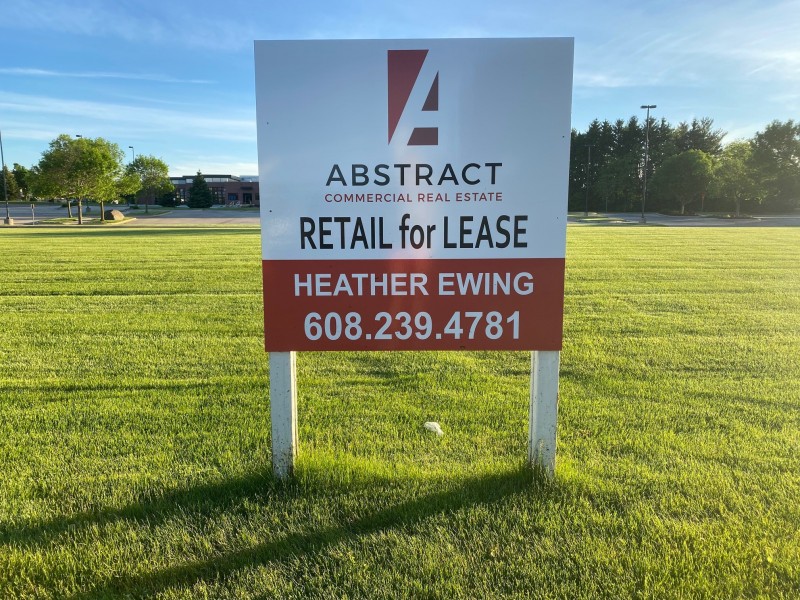 ABSTRACT
COMMERCIAL REAL ESTATE
RETAIL for LEASE
HEATHER EWING
608.239.4781